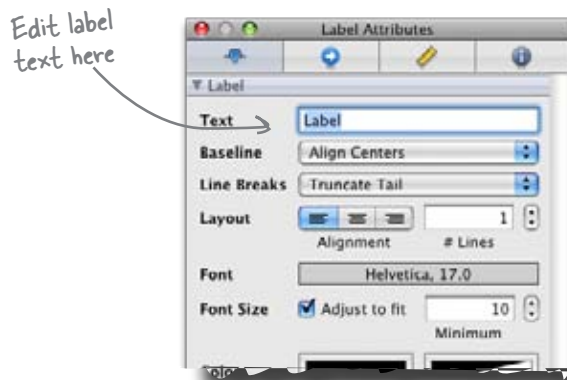 Edit label
text here
Label Attributes
▼ Label
Text Label
Baseline Align Centers
Line Breaks Truncate Tail
Layout 1
Alignment # Lines
Font Helvetica, 17.0
Font Size Adjust to fit 10
Minimum